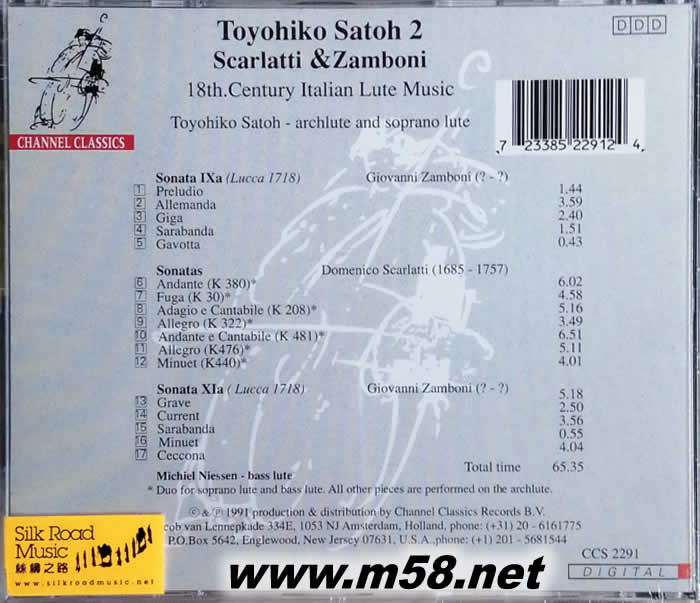 Toyohiko Satoh 2
Scarlatti & Zamboni
18th.Century Italian Lute Music
Toyohiko Satoh - archlute and soprano lute
DDD
7 23385 22912 4
CHANNEL CLASSICS
Sonata IXa (Lucca 1718) Giovanni Zamboni (? - ?)
1 Preludio 1.44
2 Allemanda 3.59
3 Giga 2.40
4 Sarabanda 1.51
5 Gavotta 0.43
Sonatas Domenico Scarlatti (1685 - 1757)
6 Andante (K 380)* 6.02
7 Fuga (K 30)* 4.58
8 Adagio e Cantabile (K 208)* 5.16
9 Allegro (K 322)* 3.49
10 Andante e Cantabile (K 481)* 6.51
11 Allegro (K476)* 5.11
12 Minuet (K440)* 4.01
Sonata XIa ( Lucca 1718) Giovanni Zamboni (? - ?)
13 Grave 5.18
14 Current 2.50
15 Sarabanda 3.56
16 Minuet 0.55
17 Ceccona 4.04
Total time 65.35
Michiel Niessen - bass lute
* Duo for soprano lute and bass lute. All other pieces are performed on the archlute.
© & ℗ 1991 production & distribution by Channel Classics Records B.V.
cob van Lennepkade 334E, 1053 NJ Amsterdam, Holland, phone: (+31) 20 - 6161775
P.O.Box 5642, Englewood, New Jersey 07631, U.S.A.,phone: (+1) 201 - 5681544
CCS 2291
DIGITAL
Silk Road
Music
絲綢之路
www.silkroadmusic.net
www.m58.net